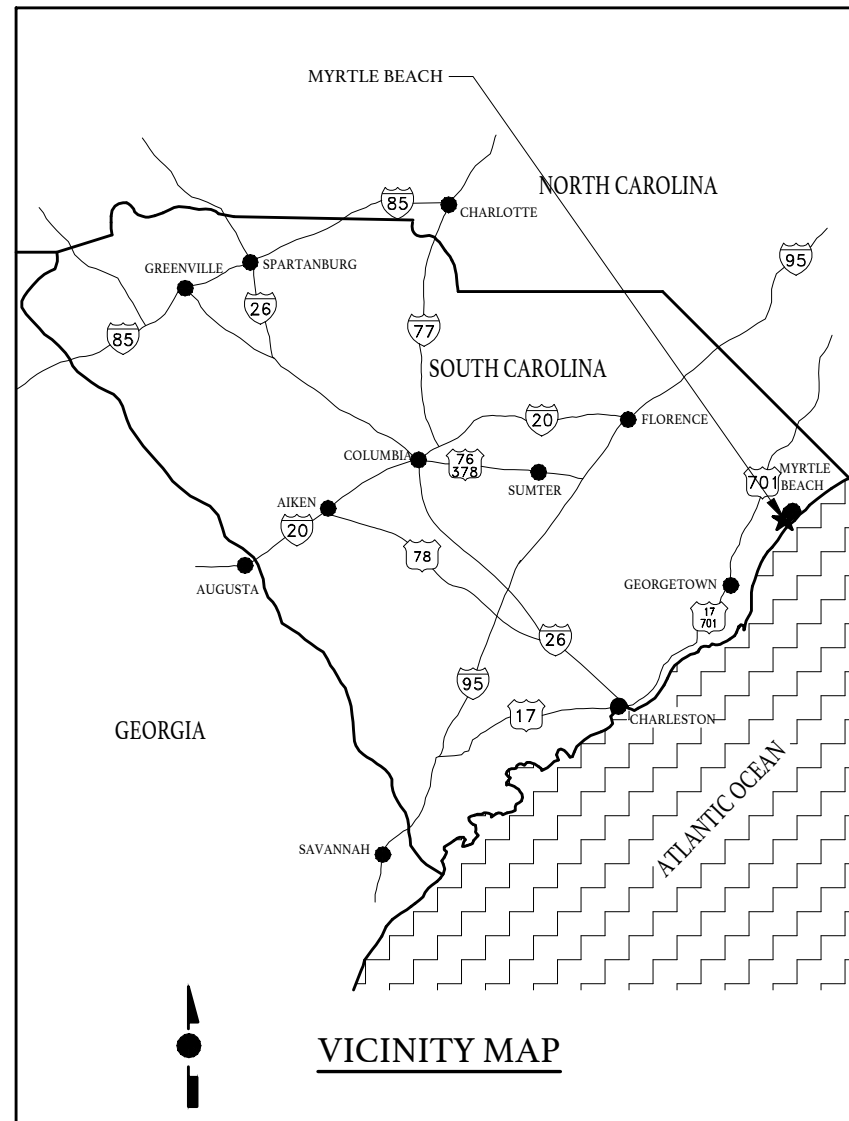 MYRTLE BEACH
NORTH CAROLINA
85
CHARLOTTE
95
GREENVILLE
SPARTANBURG
26
77
85
SOUTH CAROLINA
20
FLORENCE
COLUMBIA
76
378
SUMTER
701
MYRTLE
BEACH
AIKEN
20
78
AUGUSTA
GEORGETOWN
17
701
26
95
17
CHARLESTON
GEORGIA
ATLANTIC OCEAN
SAVANNAH
VICINITY MAP